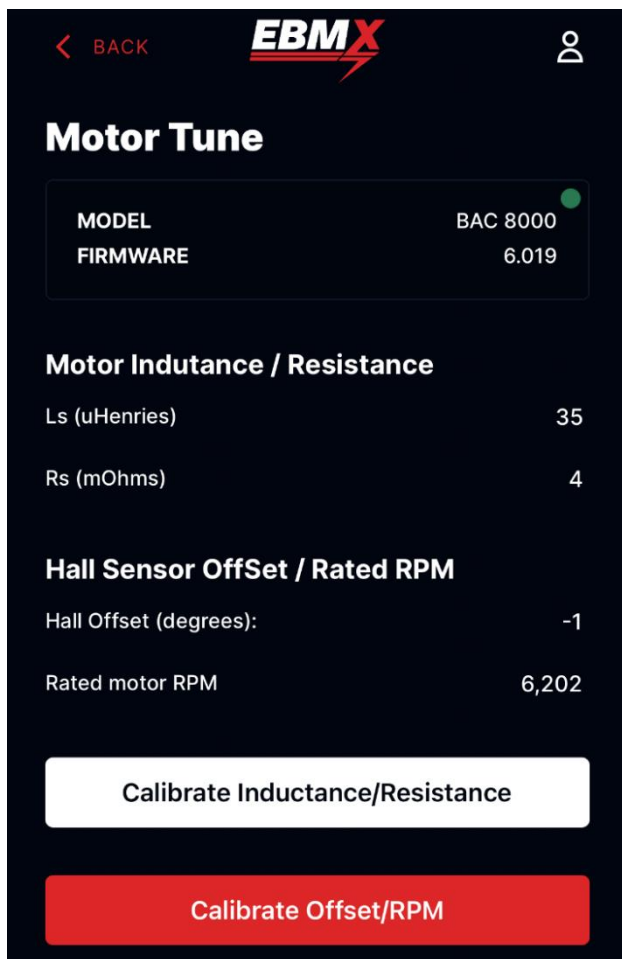 BACK
EBMX
Motor Tune
MODEL BAC 8000
FIRMWARE 6.019
Motor Indutance / Resistance
Ls (uHenries) 35
Rs (mOhms) 4
Hall Sensor OffSet / Rated RPM
Hall Offset (degrees): -1
Rated motor RPM 6,202
Calibrate Inductance/Resistance
Calibrate Offset/RPM